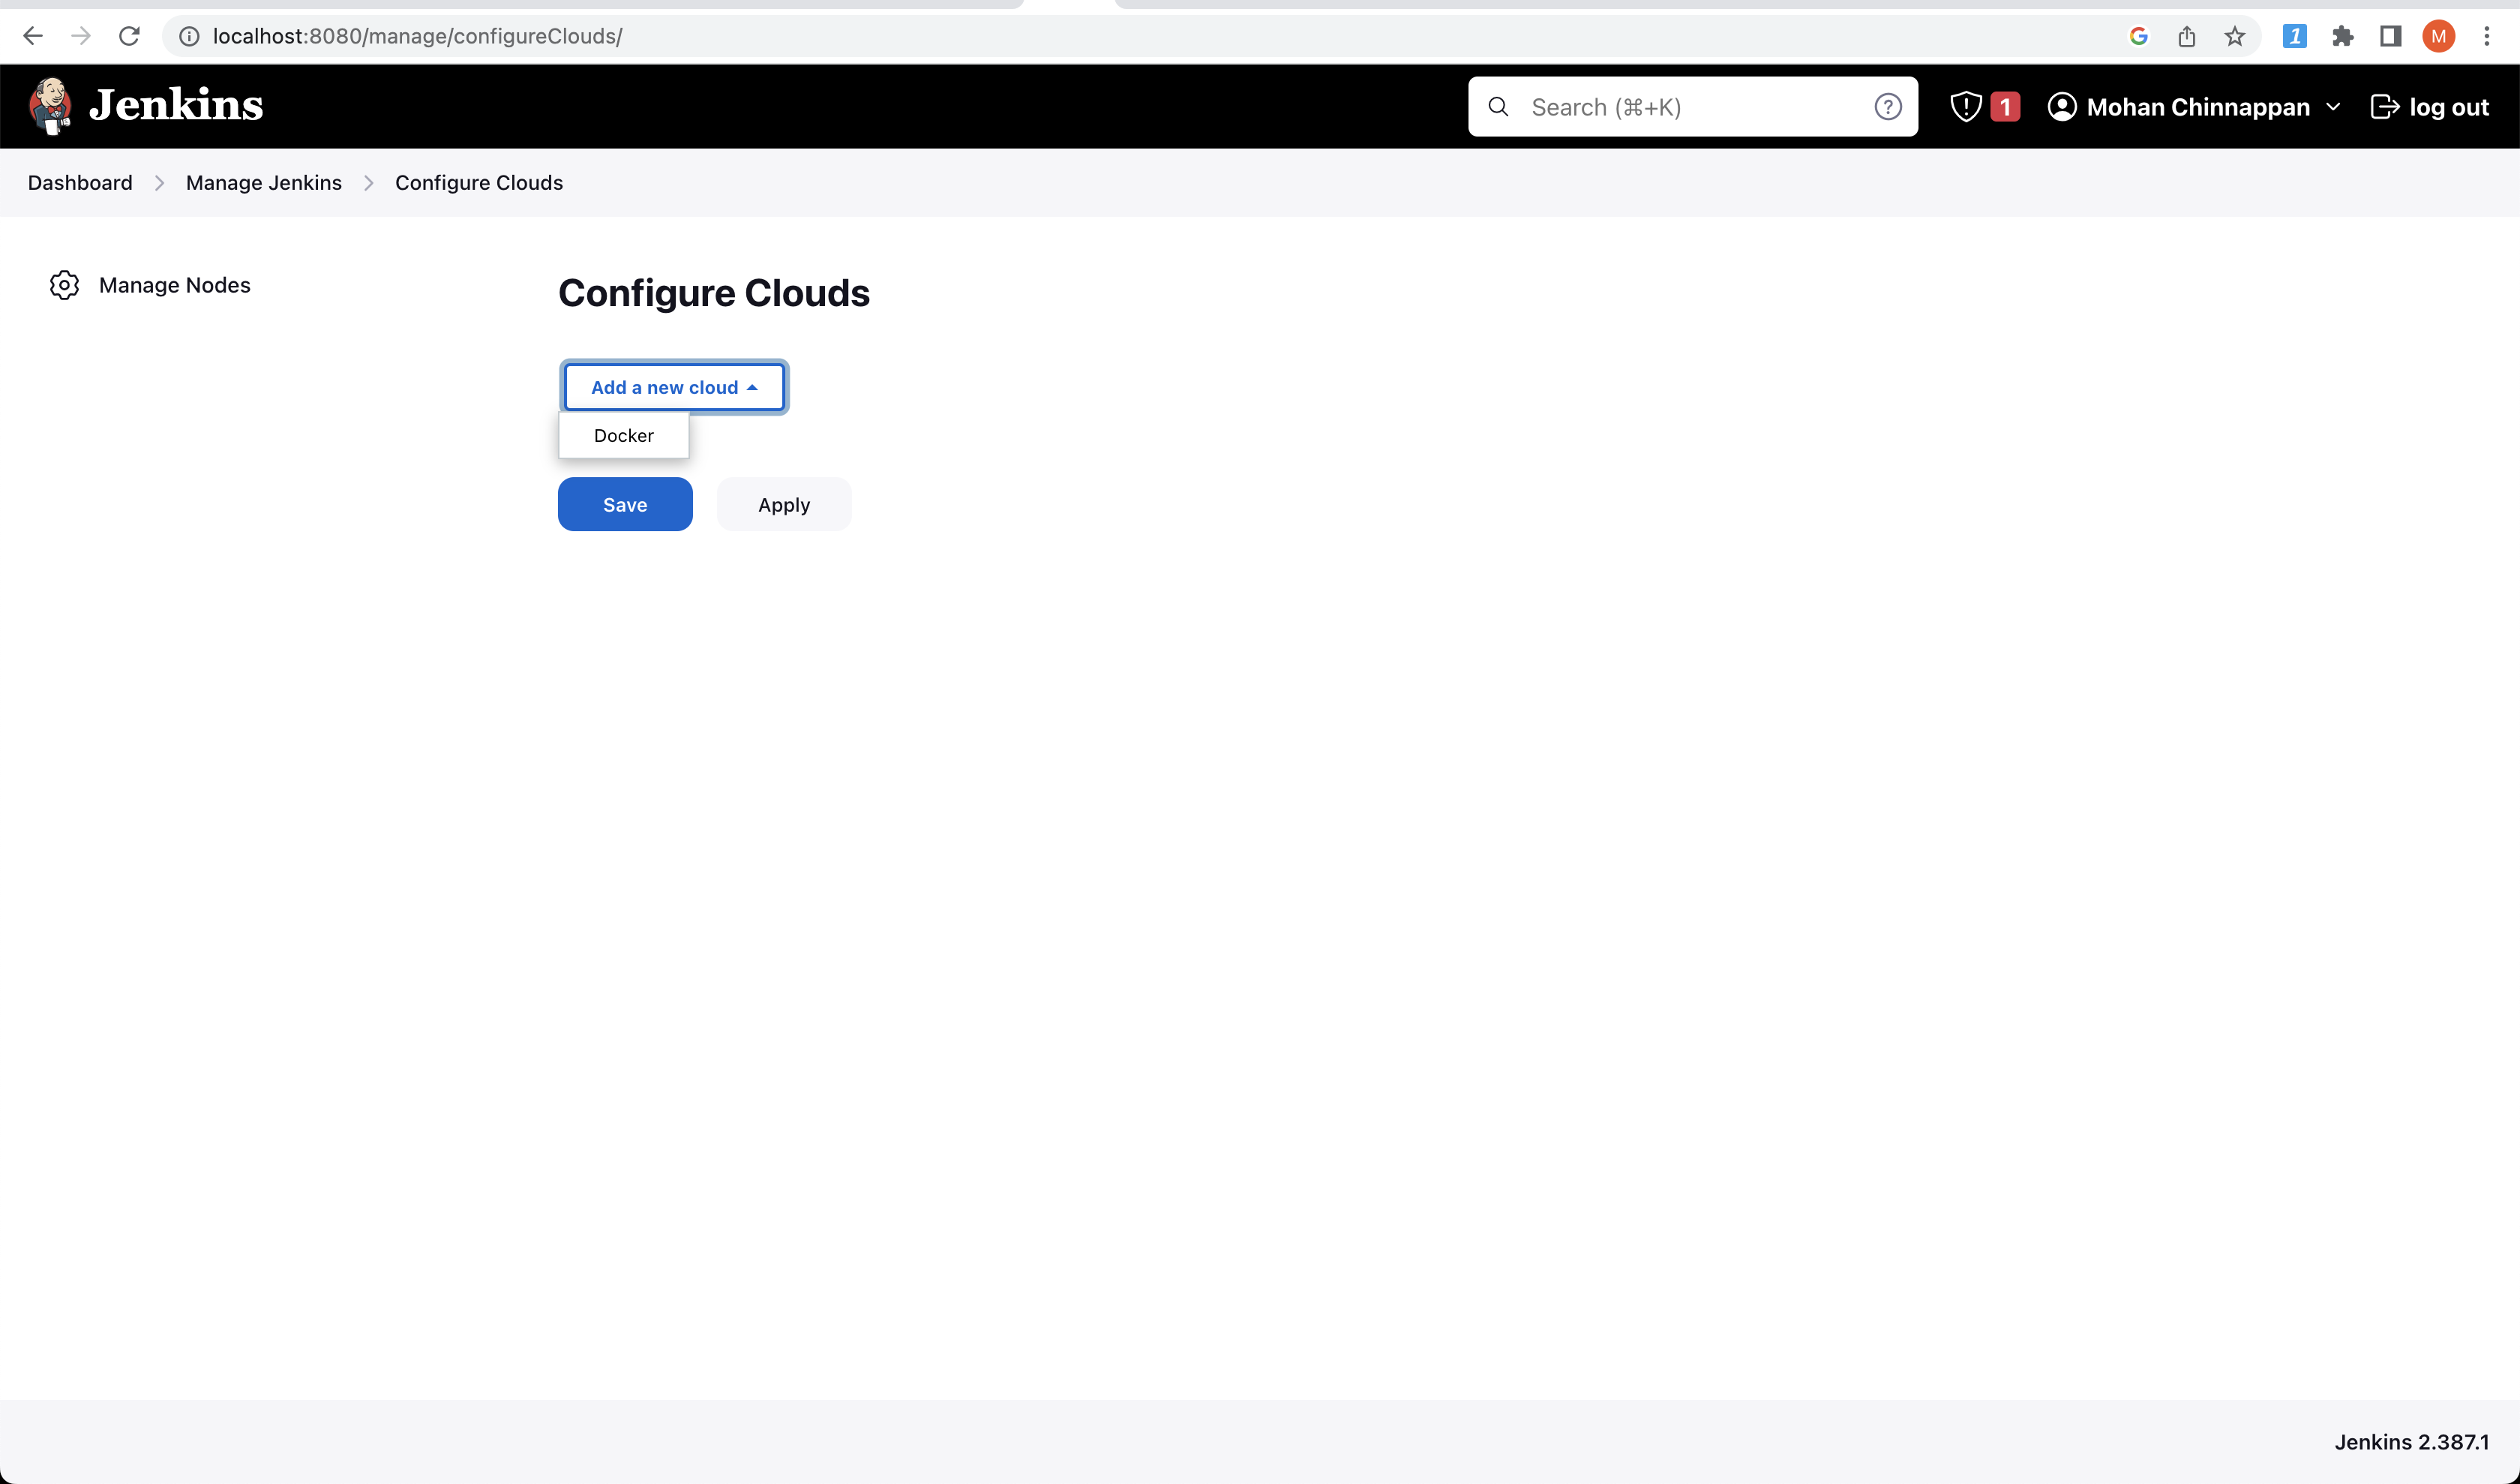 localhost:8080/manage/configureClouds/
1
M
Jenkins
Search (⌘+K)
?
1
Mohan Chinnappan
log out
Dashboard
Manage Jenkins
Configure Clouds
Manage Nodes
Configure Clouds
Add a new cloud
Docker
Save
Apply
Jenkins 2.387.1